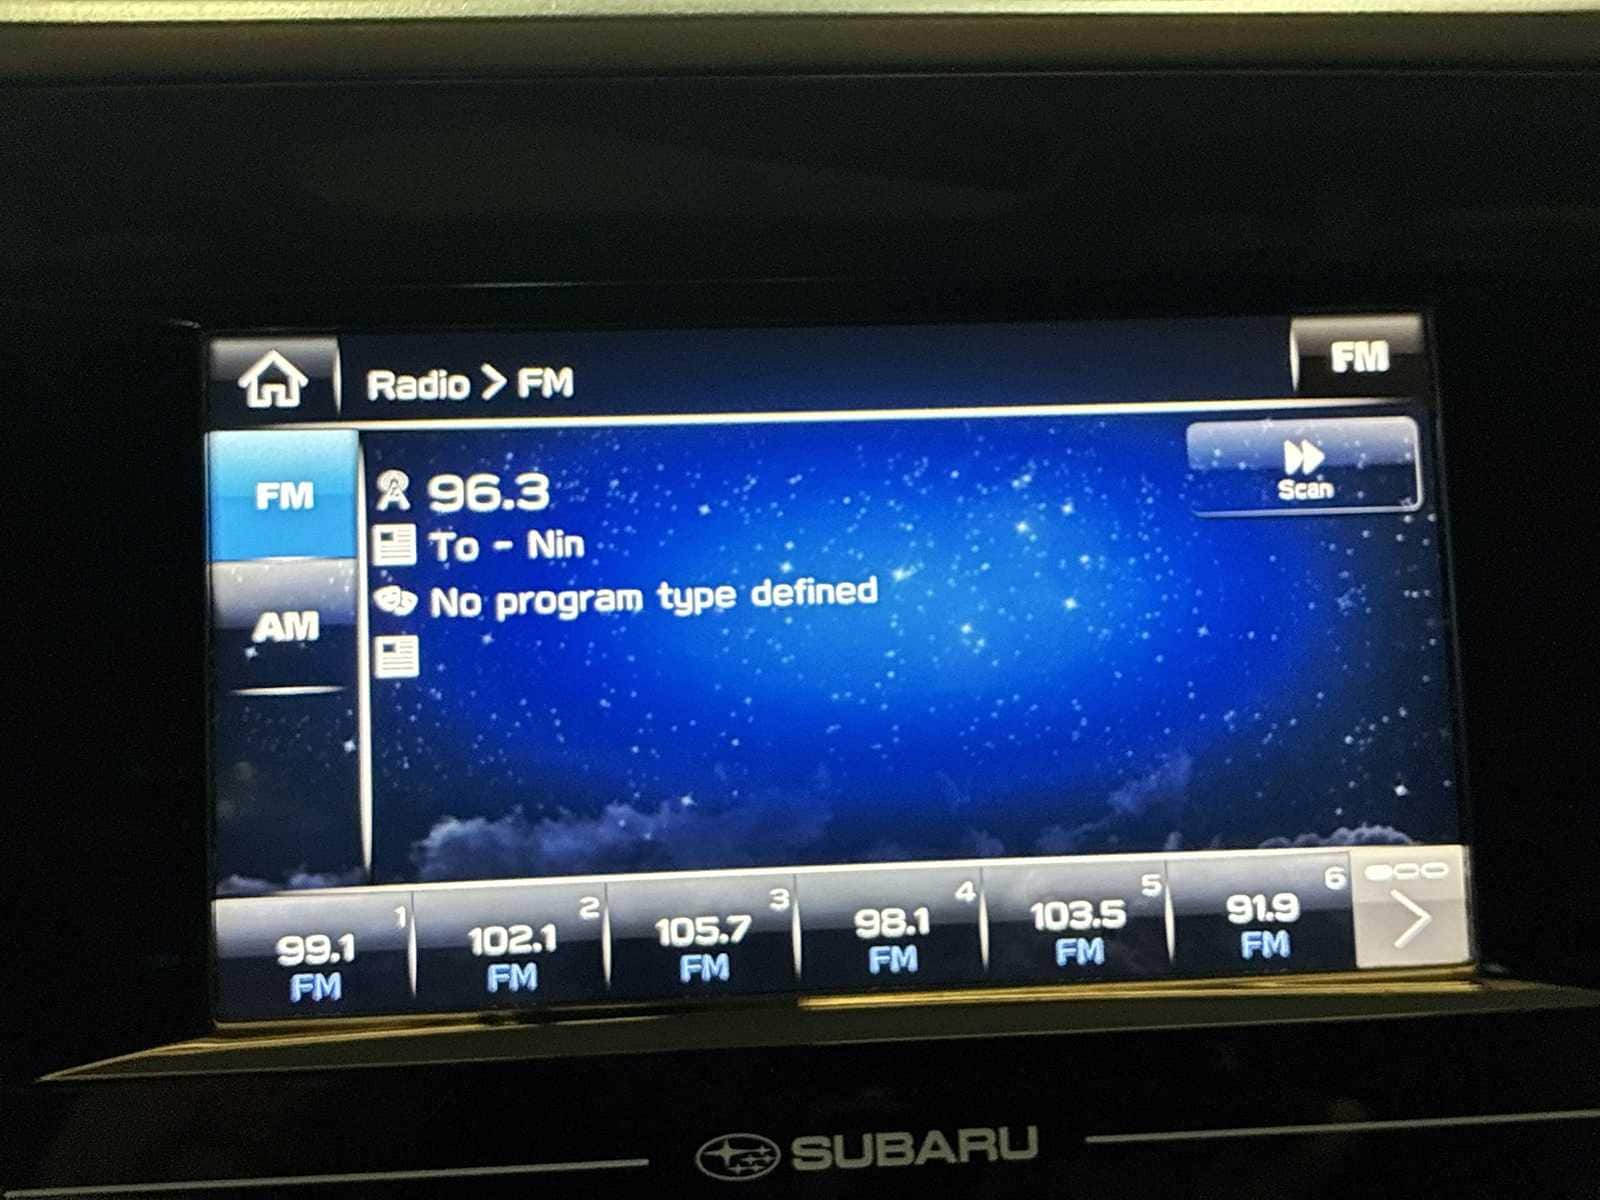 Radio > FM
FM
FM
96.3
Scan
To - Nin
No program type defined
AM
1
99.1
FM
2
102.1
FM
3
105.7
FM
4
98.1
FM
5
103.5
FM
6
91.9
FM
SUBARU